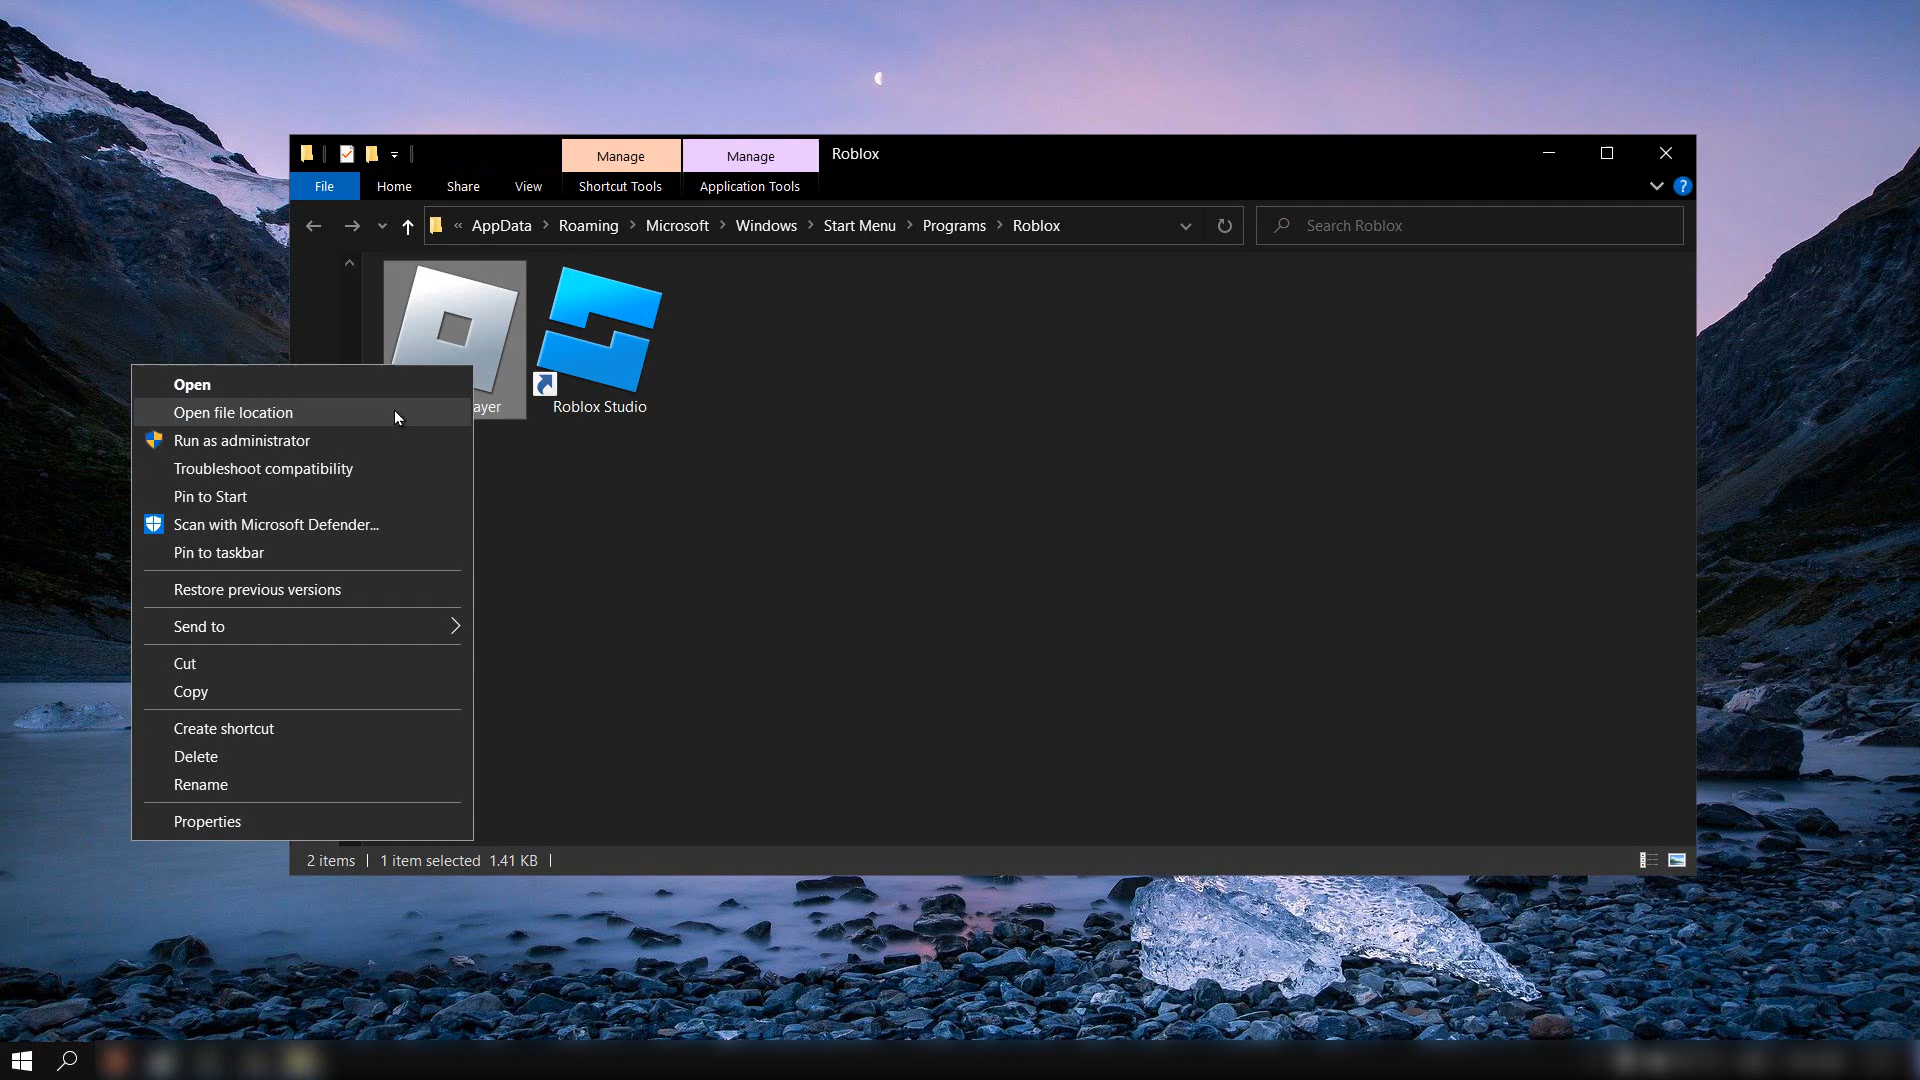 Manage
Manage
Roblox
File
Home
Share
View
Shortcut Tools
Application Tools
?
« AppData > Roaming > Microsoft > Windows > Start Menu > Programs > Roblox
Search Roblox
ayer
Roblox Studio
Open
Open file location
Run as administrator
Troubleshoot compatibility
Pin to Start
Scan with Microsoft Defender...
Pin to taskbar
Restore previous versions
Send to
Cut
Copy
Create shortcut
Delete
Rename
Properties
2 items | 1 item selected 1.41 KB |